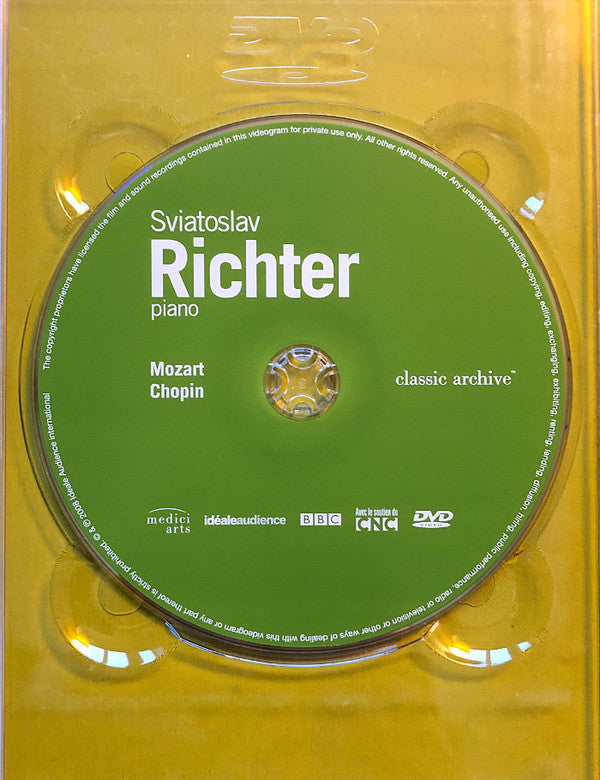 DVD
Sviatoslav
Richter
piano
Mozart
Chopin
classic archive™
medici
arts
idéaleaudience
BBC
Avec le soutien du
CNC
DVD
VIDEO
The copyright proprietors have licensed the film and sound recordings contained in this videogram for private use only. All other rights reserved. Any unauthorised use including copying, editing, exchanging, exhibiting, renting, lending, diffusion, hiring, public performance, radio or television or other ways of dealing with this videogram or any part thereof is strictly prohibited. © & ℗ 2008 Ideale Audience International